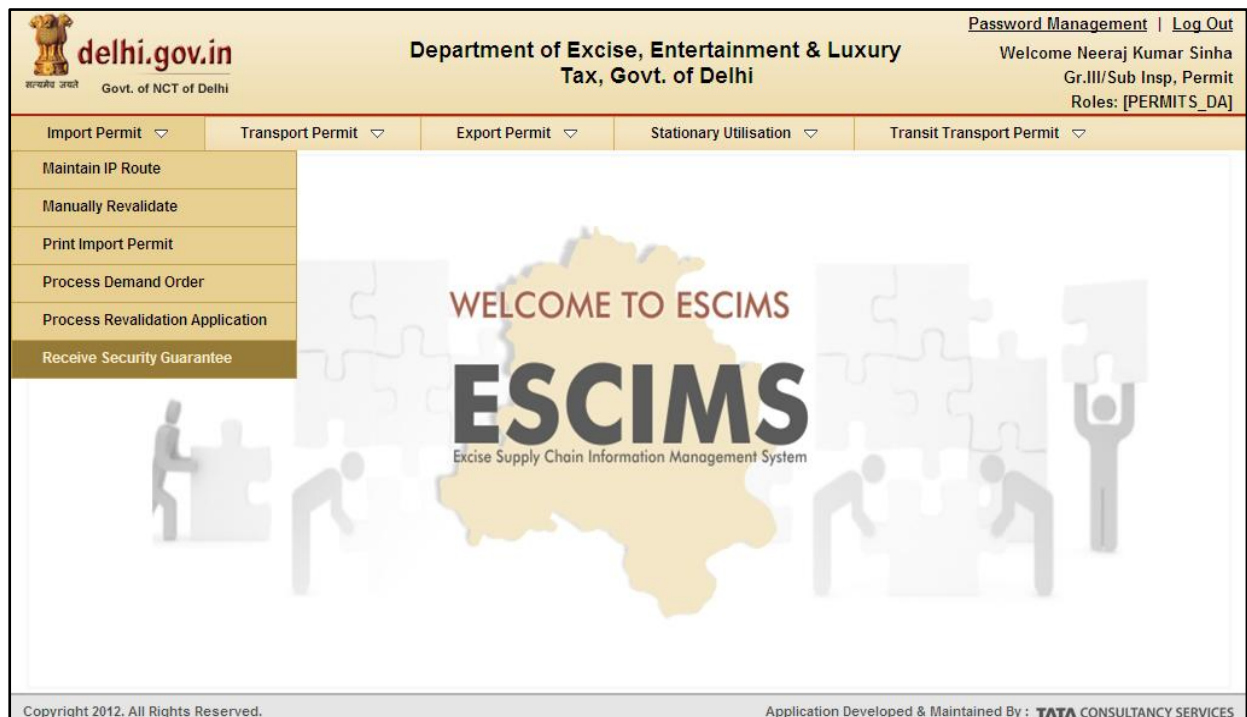 Password Management | Log Out
delhi.gov.in
सत्यमेव जयते
Govt. of NCT of Delhi
Department of Excise, Entertainment & Luxury
Tax, Govt. of Delhi
Welcome Neeraj Kumar Sinha
Gr.III/Sub Insp, Permit
Roles: [PERMITS_DA]
Import Permit Transport Permit Export Permit Stationary Utilisation Transit Transport Permit
Maintain IP Route
Manually Revalidate
Print Import Permit
Process Demand Order
Process Revalidation Application
Receive Security Guarantee
WELCOME TO ESCIMS
ESCIMS
Excise Supply Chain Information Management System
Copyright 2012. All Rights Reserved. Application Developed & Maintained By : TATA CONSULTANCY SERVICES